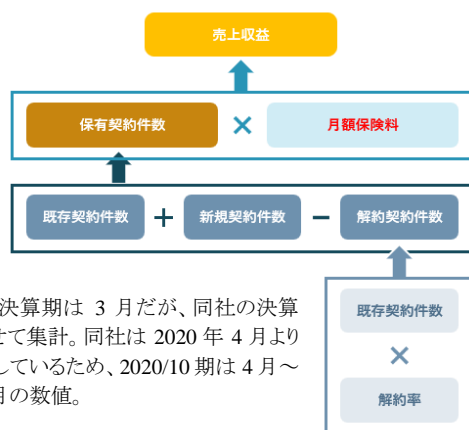 売上収益
保有契約件数 × 月額保険料
既存契約件数 + 新規契約件数 − 解約契約件数
決算期は 3 月だが、同社の決算
せて集計。同社は 2020 年 4 月より
しているため、2020/10 期は 4 月～
月の数値。
既存契約件数
×
解約率